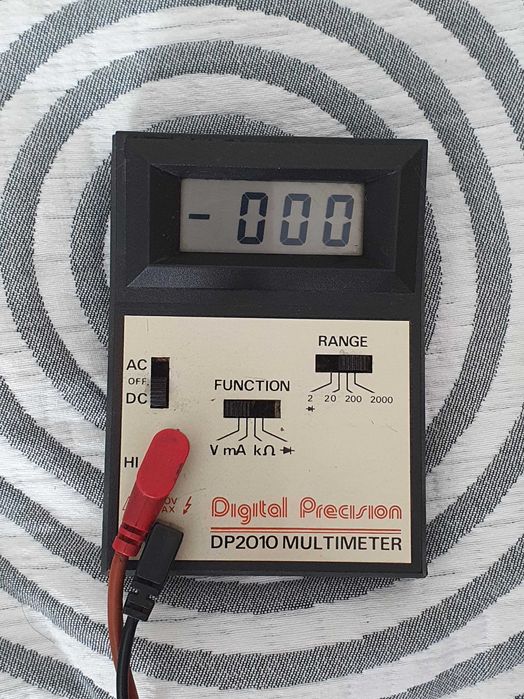 - 000
RANGE
AC
OFF
DC
2 20 200 2000
FUNCTION
V mA kΩ
HI
Digital Precision
DP2010 MULTIMETER